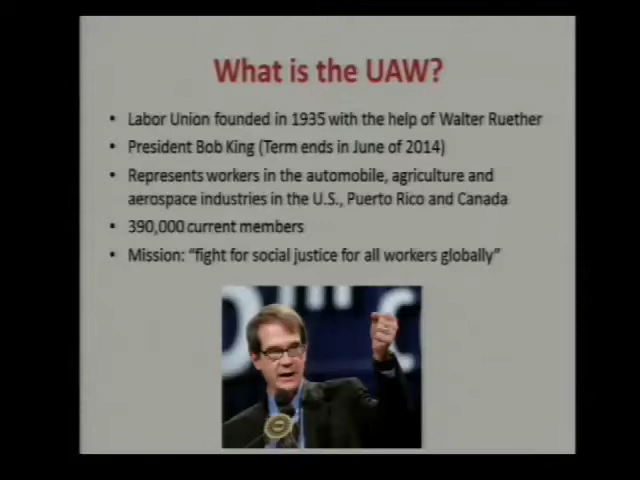 What is the UAW?
• Labor Union founded in 1935 with the help of Walter Ruether
• President Bob King (Term ends in June of 2014)
• Represents workers in the automobile, agriculture and
aerospace industries in the U.S., Puerto Rico and Canada
• 390,000 current members
• Mission: “fight for social justice for all workers globally”